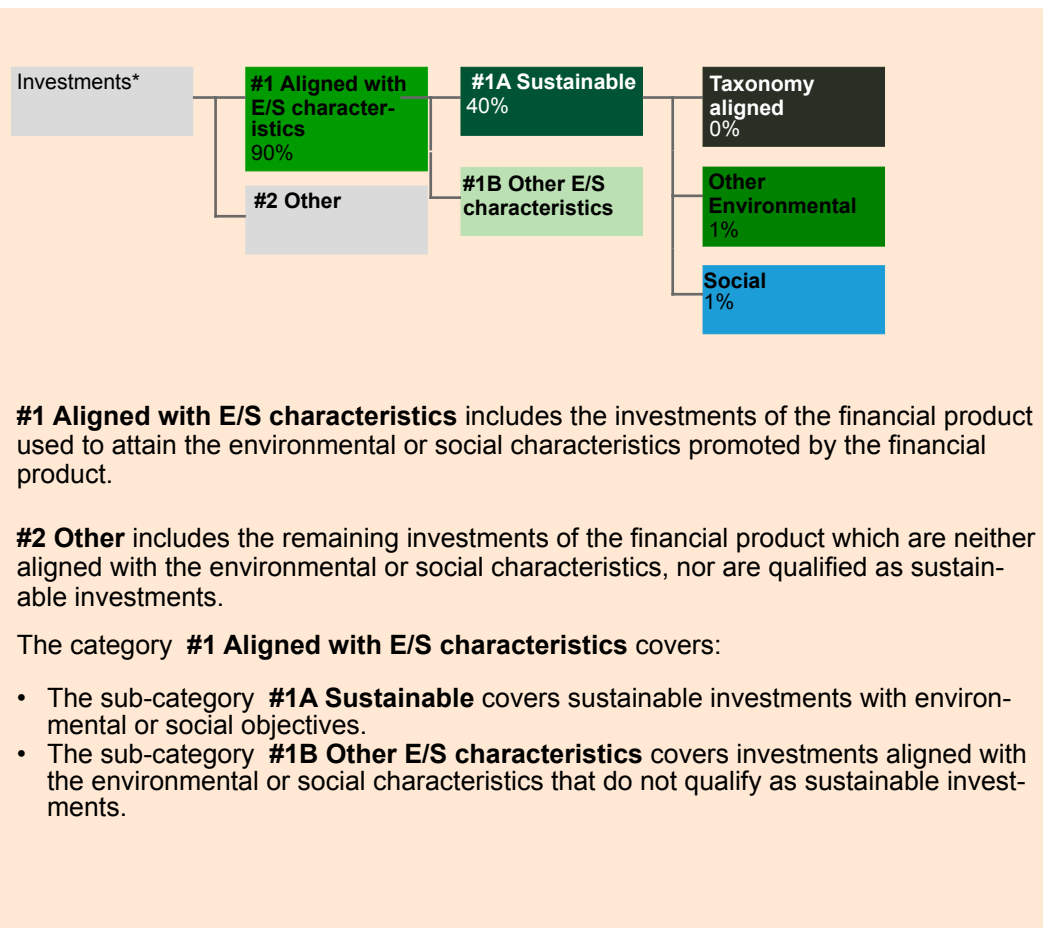 Investments*
#1 Aligned with
E/S character-
istics
90%
#2 Other
#1A Sustainable
40%
#1B Other E/S
characteristics
Taxonomy
aligned
0%
Other
Environmental
1%
Social
1%
#1 Aligned with E/S characteristics includes the investments of the financial product
used to attain the environmental or social characteristics promoted by the financial
product.
#2 Other includes the remaining investments of the financial product which are neither
aligned with the environmental or social characteristics, nor are qualified as sustain-
able investments.
The category #1 Aligned with E/S characteristics covers:
• The sub-category #1A Sustainable covers sustainable investments with environ-
mental or social objectives.
• The sub-category #1B Other E/S characteristics covers investments aligned with
the environmental or social characteristics that do not qualify as sustainable invest-
ments.